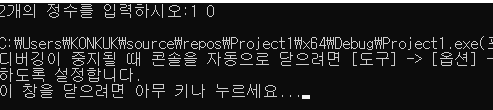 2개의 정수를 입력하시오:1 0
C:\Users\KONKUK\source\repos\Project1\x64\Debug\Project1.exe(프
디버깅이 중지될 때 콘솔을 자동으로 닫으려면 [도구] -> [옵션] -
하도록 설정합니다.
이 창을 닫으려면 아무 키나 누르세요...